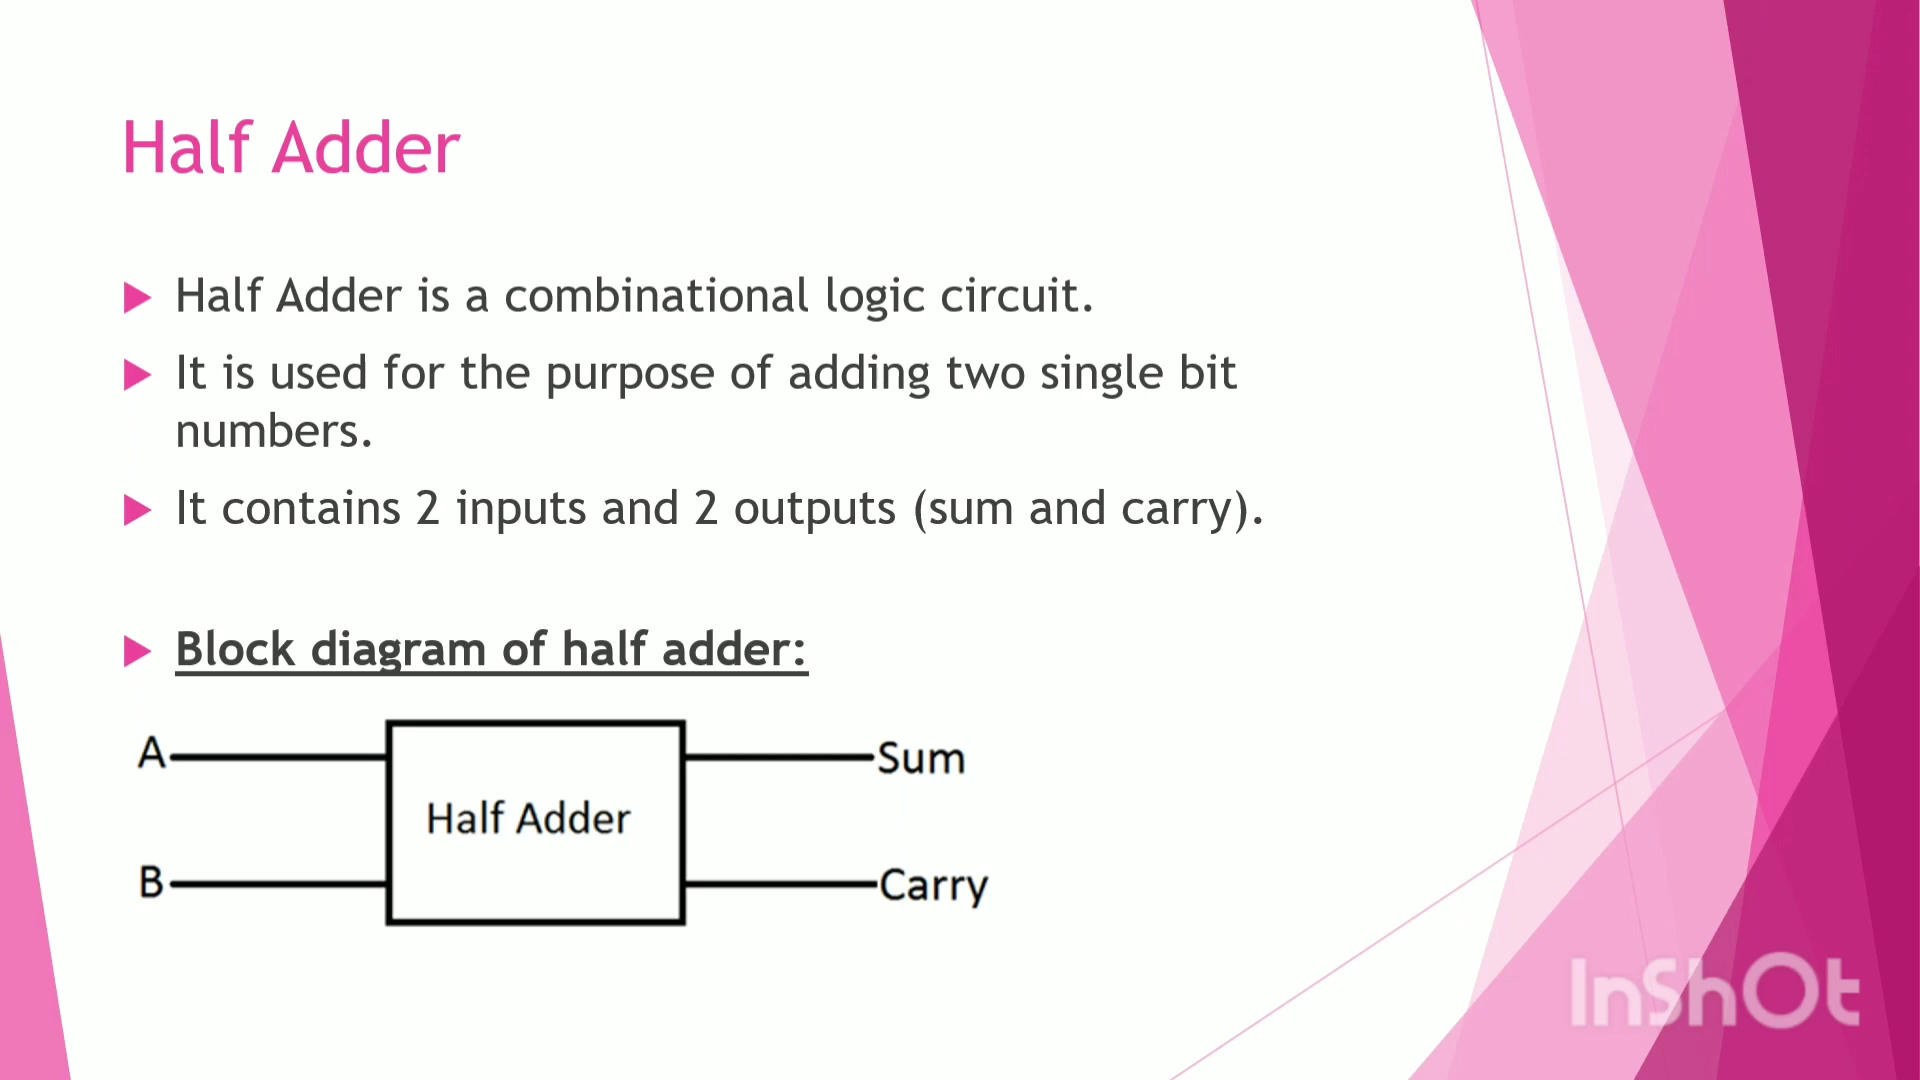 Half Adder
Half Adder is a combinational logic circuit.
It is used for the purpose of adding two single bit
numbers.
It contains 2 inputs and 2 outputs (sum and carry).
Block diagram of half adder:
A
Sum
Half Adder
B
Carry
InShOt